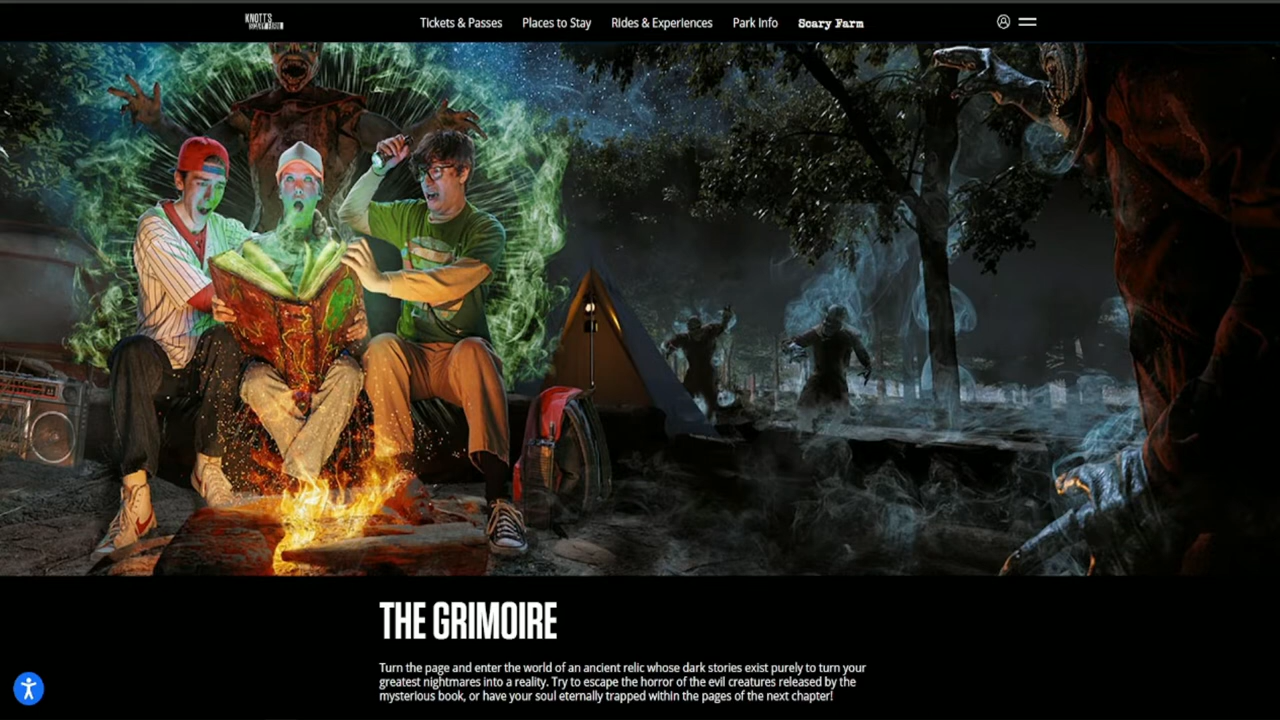 KNOTT'S
SCARY FARM
Tickets & Passes
Places to Stay
Rides & Experiences
Park Info
Scary Farm
THE GRIMOIRE
Turn the page and enter the world of an ancient relic whose dark stories exist purely to turn your
greatest nightmares into a reality. Try to escape the horror of the evil creatures released by the
mysterious book, or have your soul eternally trapped within the pages of the next chapter!